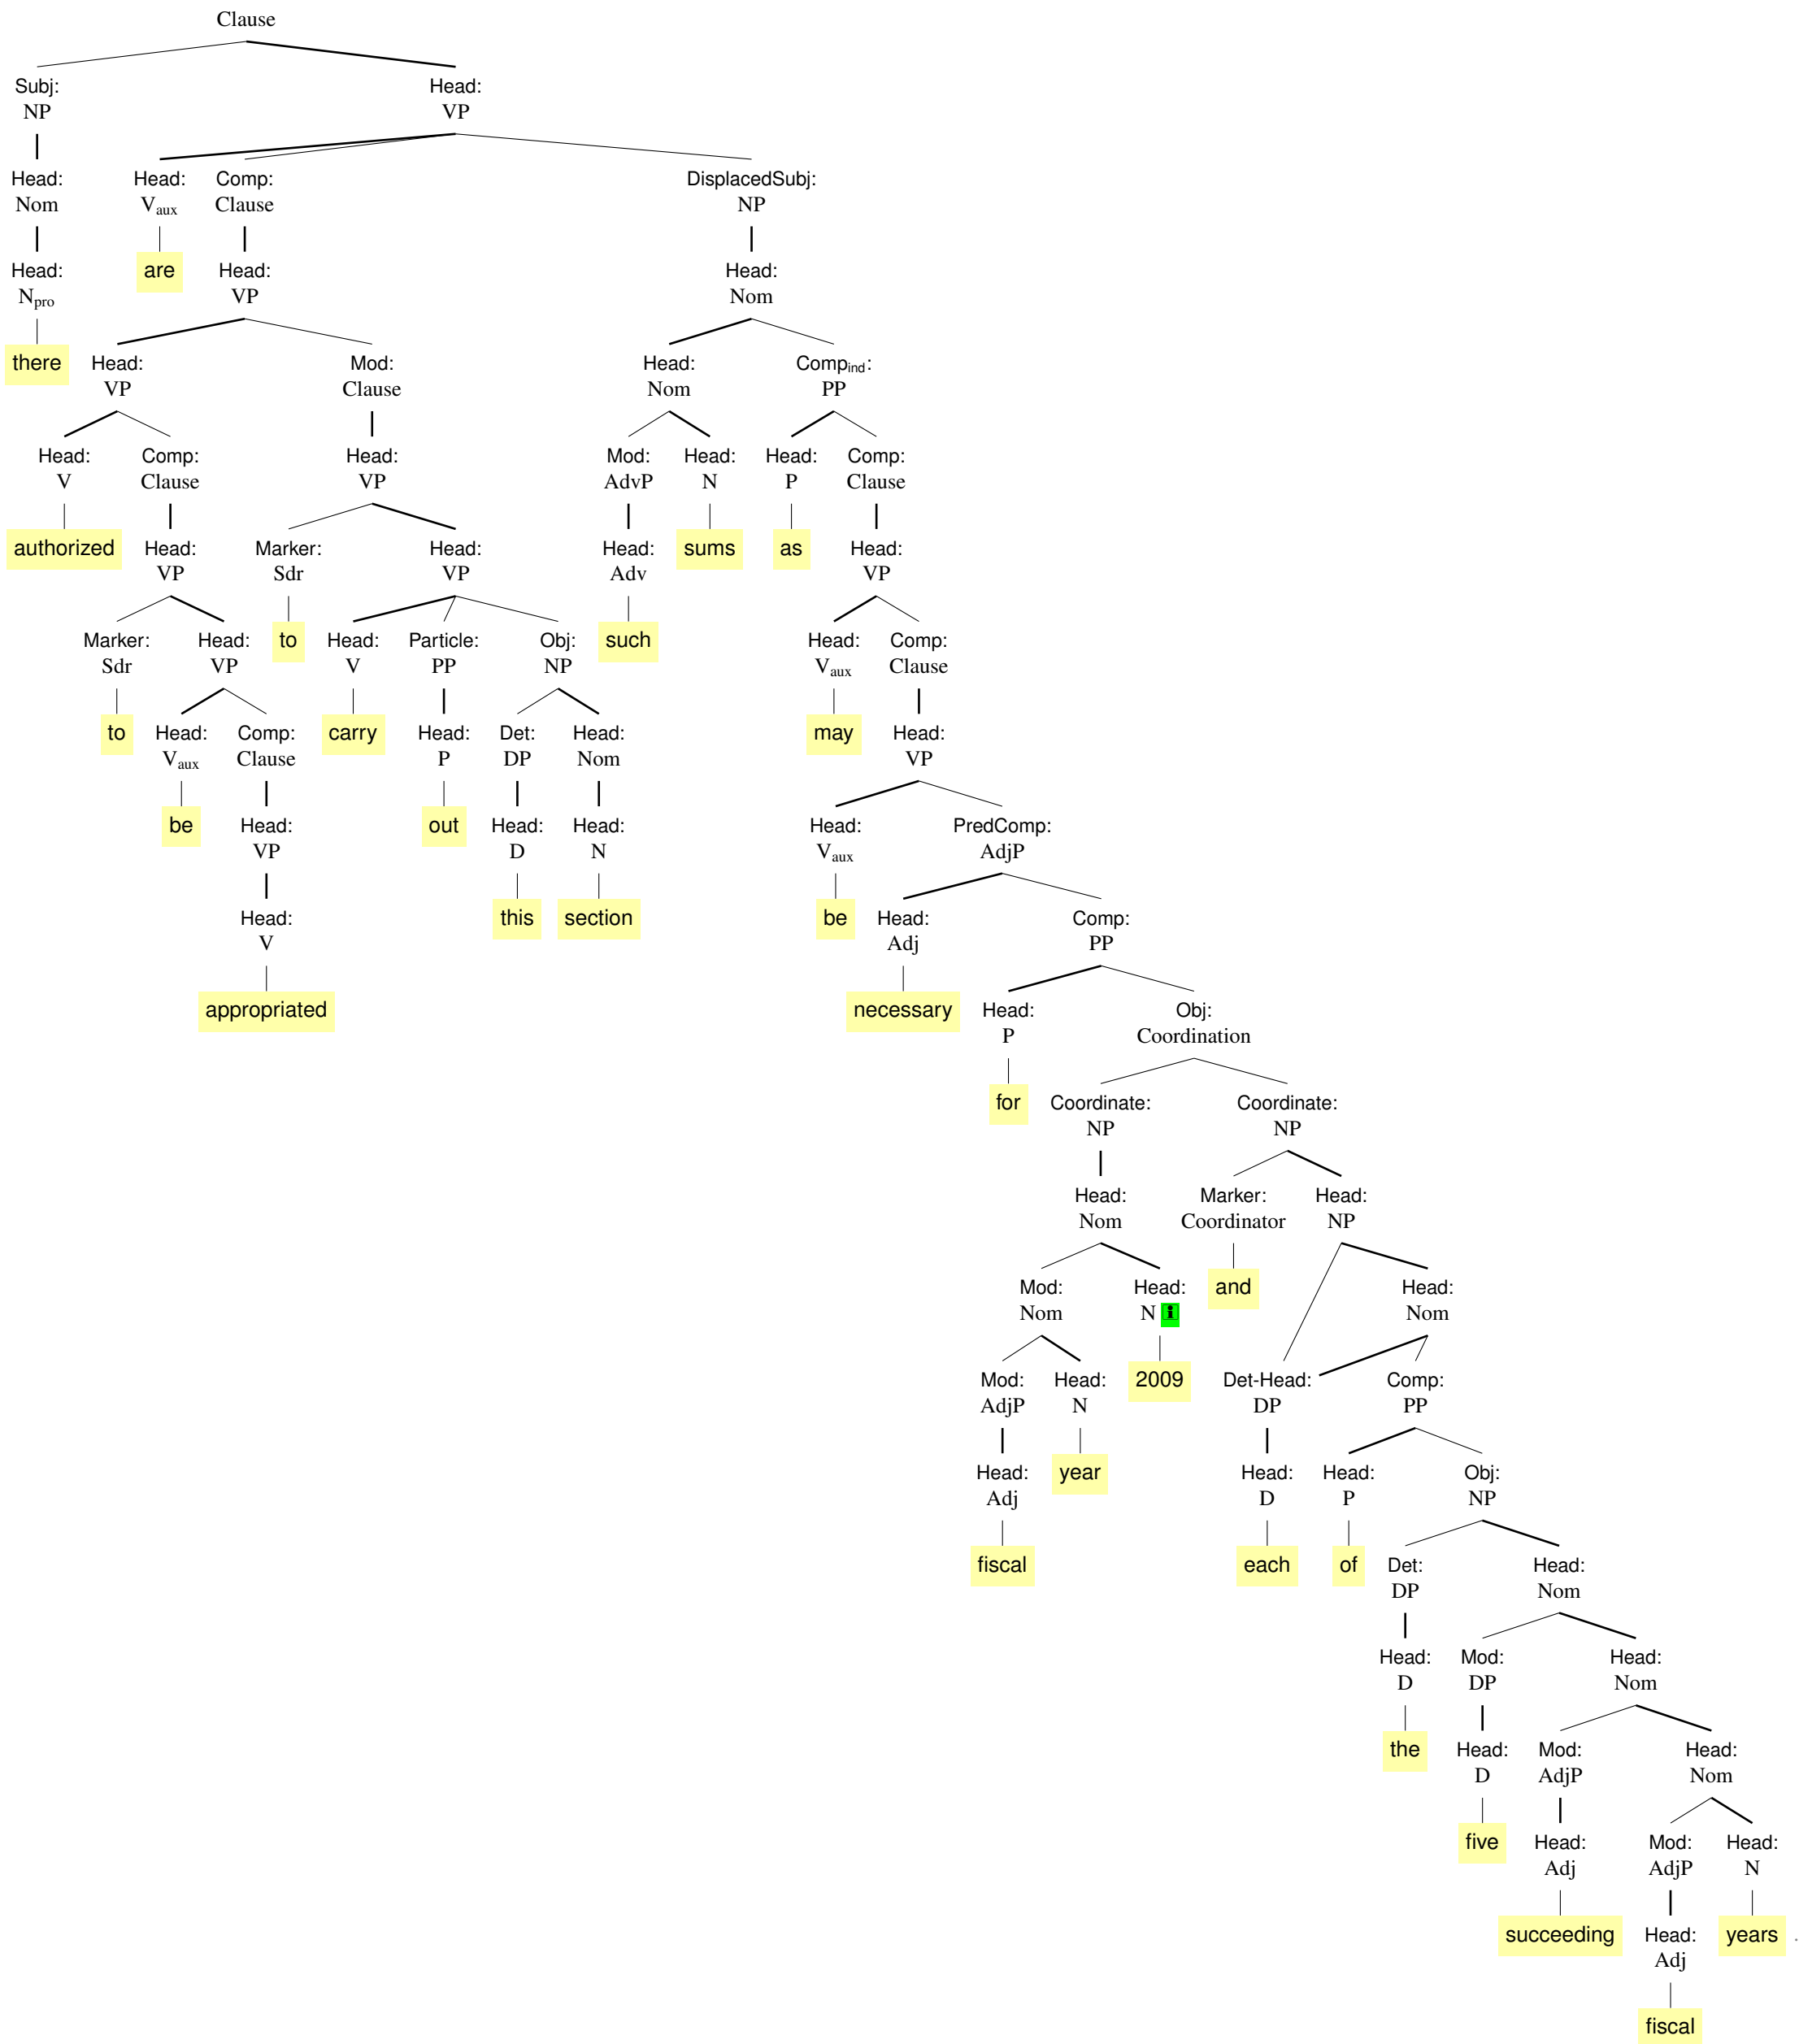 Clause
Subj: Head:
NP VP
Head: Head: Comp: DisplacedSubj:
Nom Vaux Clause NP
Head: are Head: Head:
Npro VP Nom
there Head: Mod: Head: Compind:
VP Clause Nom PP
Head: Comp: Head: Mod: Head: Head: Comp:
V Clause VP AdvP N P Clause
authorized Head: Marker: Head: Head: sums as Head:
VP Sdr VP Adv VP
Marker: Head: to Head: Particle: Obj: such Head: Comp:
Sdr VP V PP NP Vaux Clause
to Head: Comp: carry Head: Det: Head: may Head:
Vaux Clause P DP Nom VP
be Head: out Head: Head: Head: PredComp:
VP D N Vaux AdjP
Head: this section be Head: Comp:
V Adj PP
appropriated necessary Head: Obj:
P Coordination
for Coordinate: Coordinate:
NP NP
Head: Marker: Head:
Nom Coordinator NP
Mod: Head: and Head:
Nom N Nom
Mod: Head: 2009 Det-Head: Comp:
AdjP N DP PP
Head: year Head: Head: Obj:
Adj D P NP
fiscal each of Det: Head:
DP Nom
Head: Mod: Head:
D DP Nom
the Head: Mod: Head:
D AdjP Nom
five Head: Mod: Head:
Adj AdjP N
succeeding Head: years .
Adj
fiscal